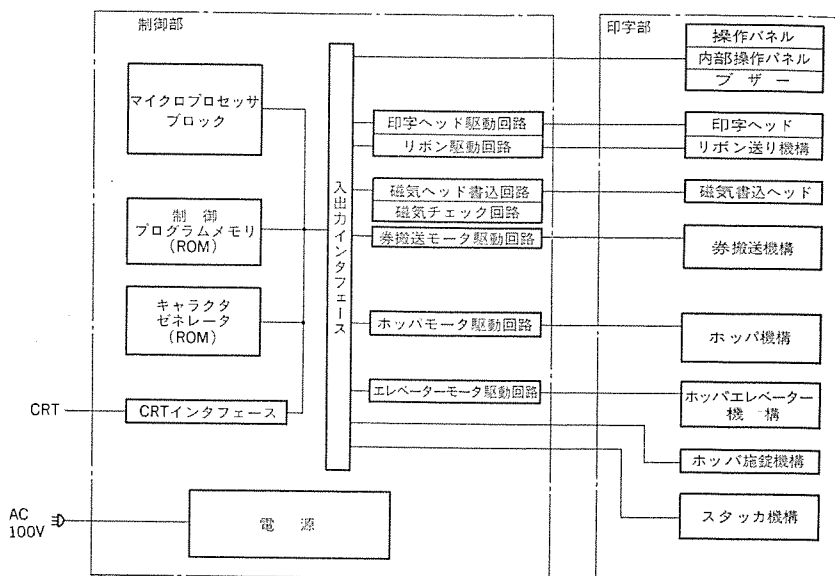 制御部
マイクロプロセッサ
ブロック
制御
プログラムメモリ
(ROM)
キャラクタ
ゼネレータ
(ROM)
CRT
CRTインタフェース
AC
100V
電源
入出力インタフェース
印字ヘッド駆動回路
リボン駆動回路
磁気ヘッド書込回路
磁気チェック回路
券搬送モータ駆動回路
ホッパモータ駆動回路
エレベーターモータ駆動回路
印字部
操作パネル
内部操作パネル
ブザー
印字ヘッド
リボン送り機構
磁気書込ヘッド
券搬送機構
ホッパ機構
ホッパエレベーター
機構
ホッパ施錠機構
スタッカ機構